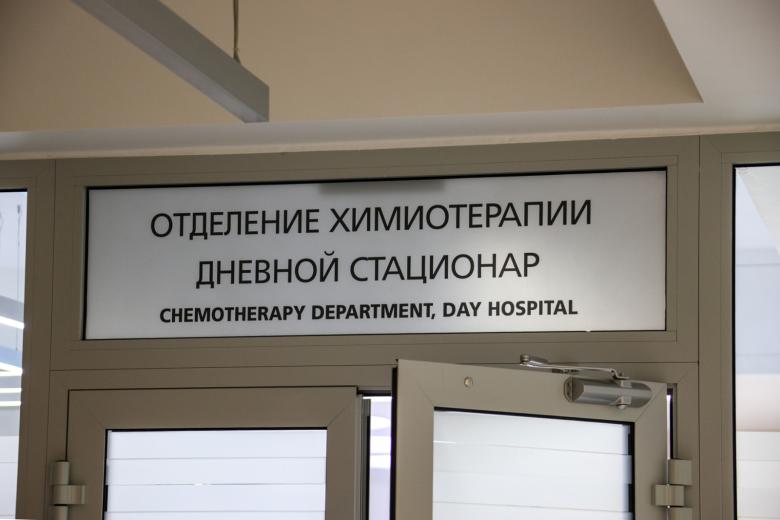 ОТДЕЛЕНИЕ ХИМИОТЕРАПИИ
ДНЕВНОЙ СТАЦИОНАР
CHEMOTHERAPY DEPARTMENT, DAY HOSPITAL